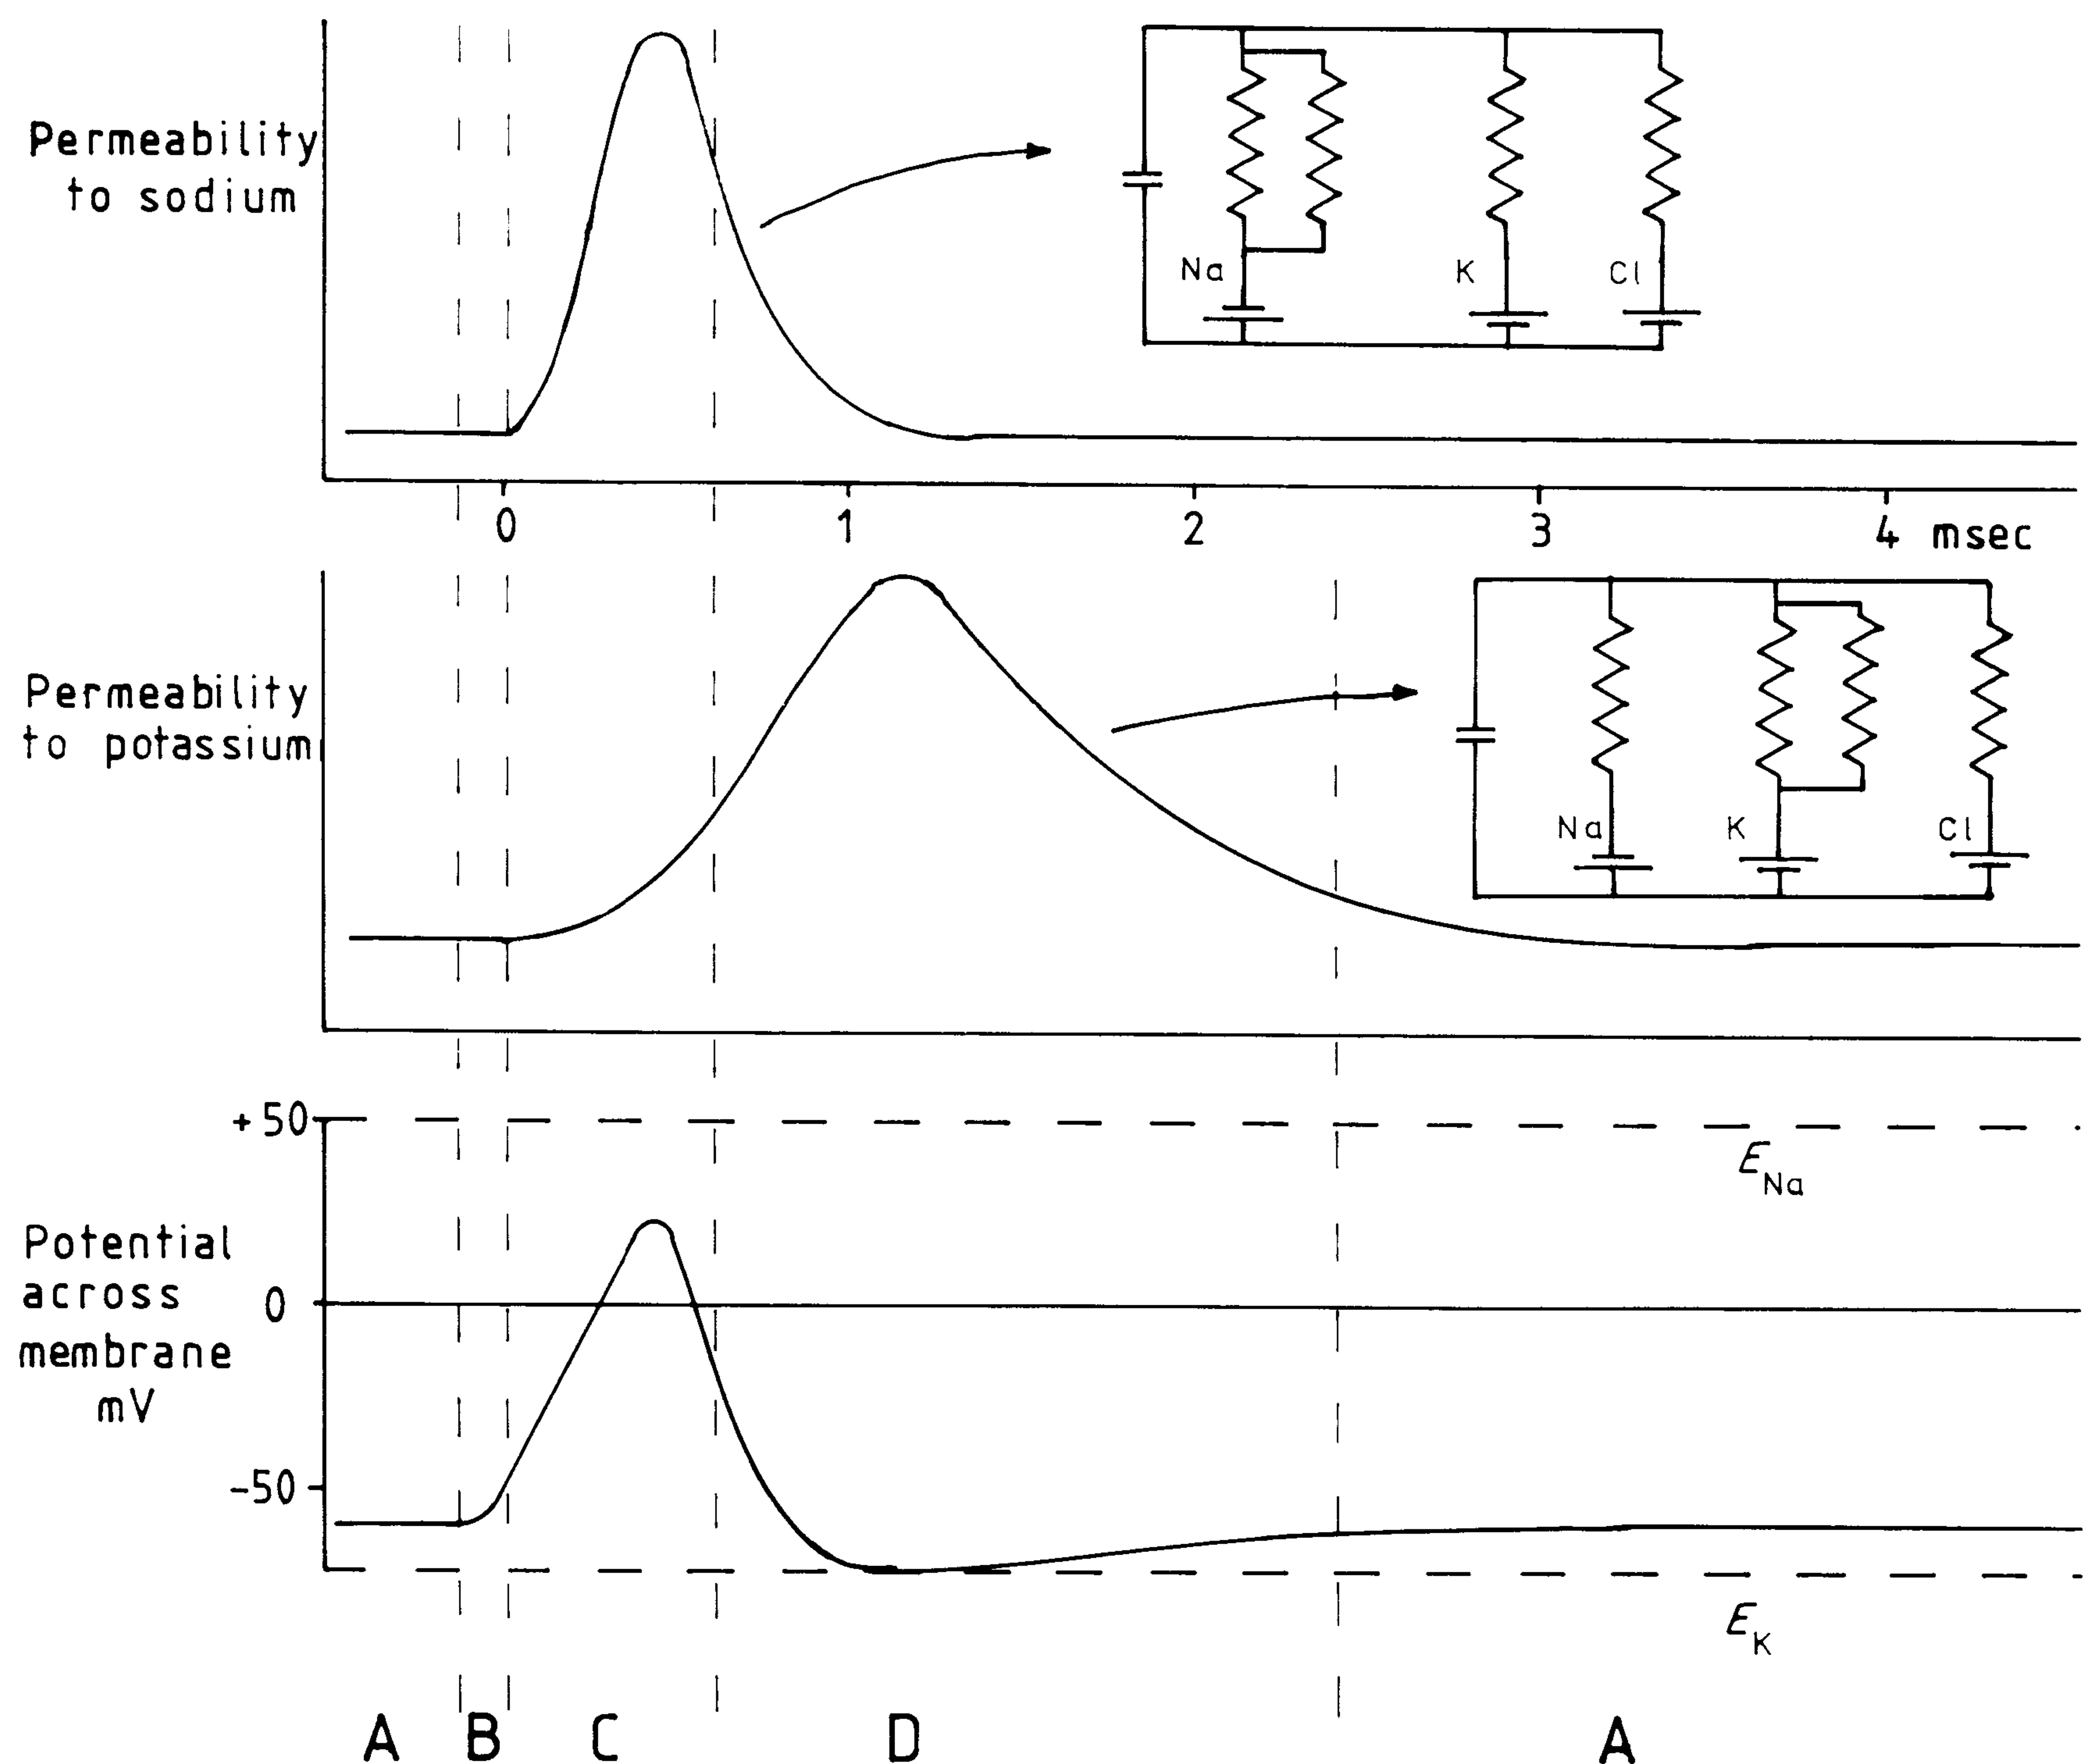 Permeability
to sodium
Na
K
Cl
0
1
2
3
4 msec
Permeability
to potassium
Na
K
Cl
+50
E_Na
Potential
across
membrane
mV
0
-50
E_K
A B C D A